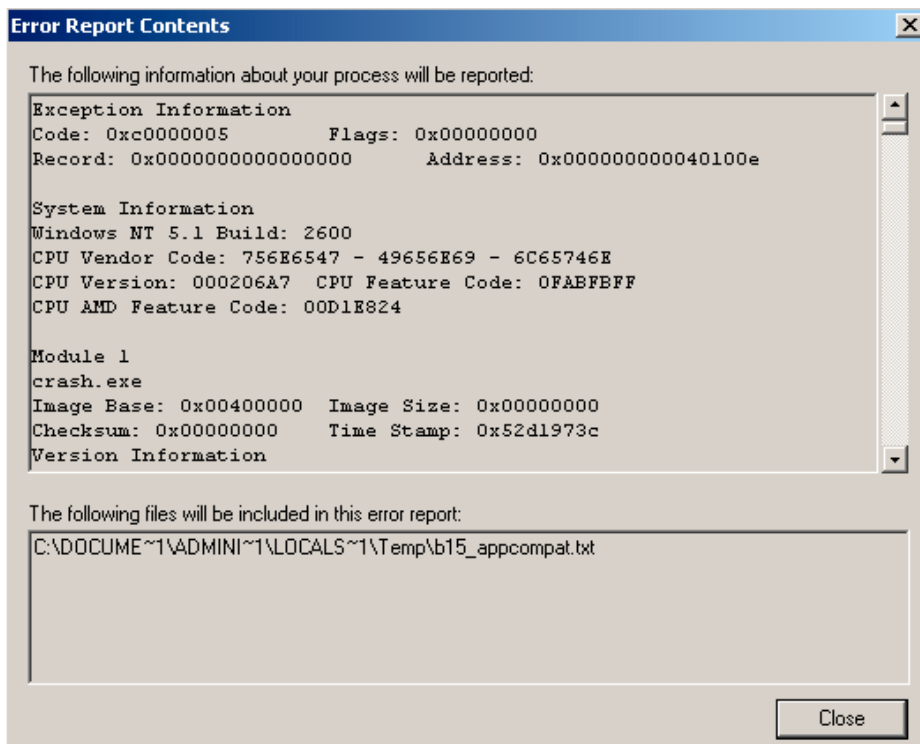 Error Report Contents
The following information about your process will be reported:
Exception Information
Code: 0xc0000005 Flags: 0x00000000
Record: 0x0000000000000000 Address: 0x000000000040100e
System Information
Windows NT 5.1 Build: 2600
CPU Vendor Code: 756E6547 - 49656E69 - 6C65746E
CPU Version: 000206A7 CPU Feature Code: 0FABFBFF
CPU AMD Feature Code: 00D1E824
Module 1
crash.exe
Image Base: 0x00400000 Image Size: 0x00000000
Checksum: 0x00000000 Time Stamp: 0x52d1973c
Version Information
The following files will be included in this error report:
C:\DOCUME~1\ADMINI~1\LOCALS~1\Temp\b15_appcompat.txt
Close